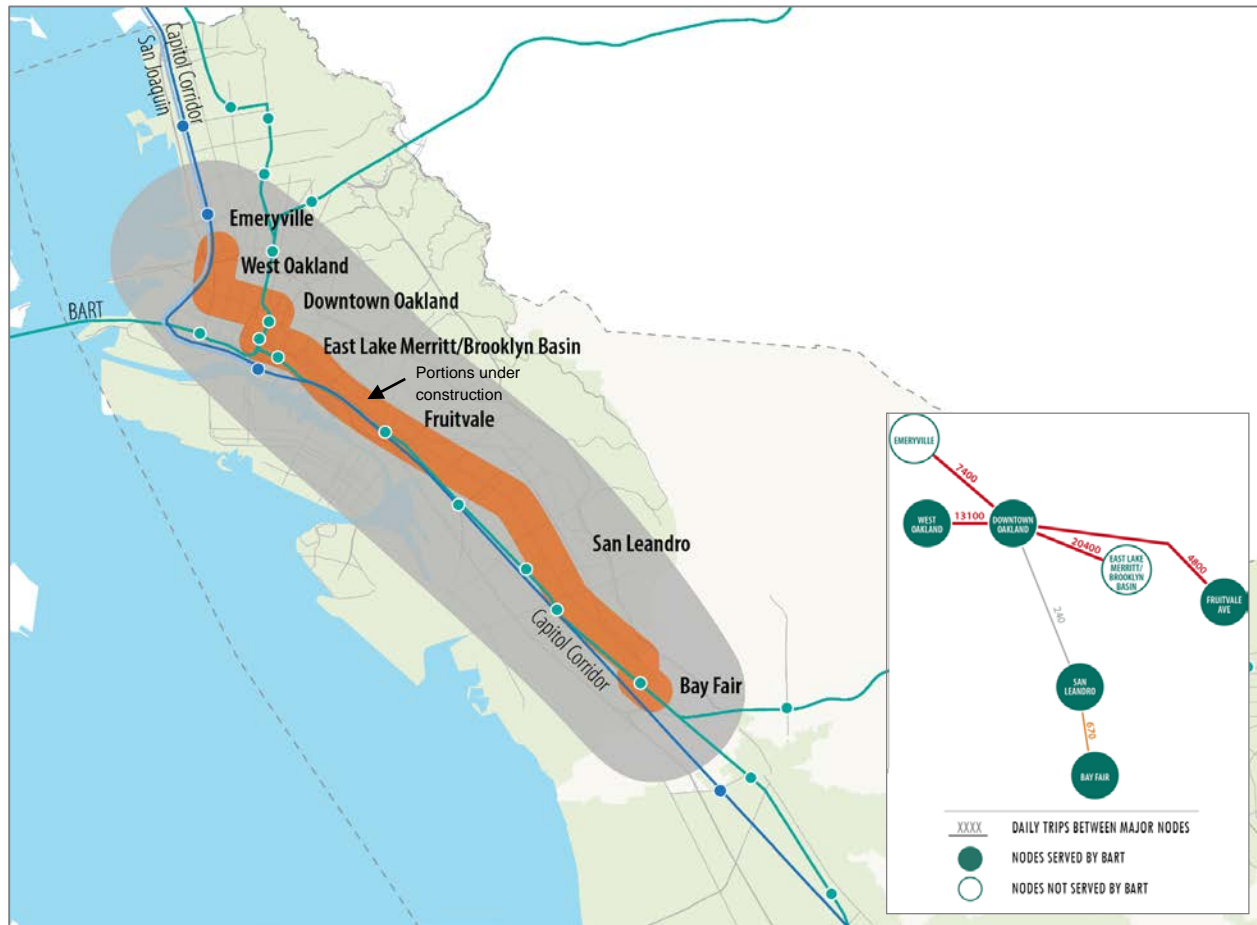 Capitol Corridor
San Joaquin
Emeryville
West Oakland
Downtown Oakland
BART
East Lake Merritt/Brooklyn Basin
Portions under
construction
Fruitvale
San Leandro
Capitol Corridor
Bay Fair
EMERYVILLE
7400
WEST
OAKLAND
13100
DOWNTOWN
OAKLAND
20400
EAST LAKE
MERRITT/
BROOKLYN
BASIN
4800
FRUITVALE
AVE
240
SAN
LEANDRO
670
BAY FAIR
XXXX DAILY TRIPS BETWEEN MAJOR NODES
NODES SERVED BY BART
NODES NOT SERVED BY BART